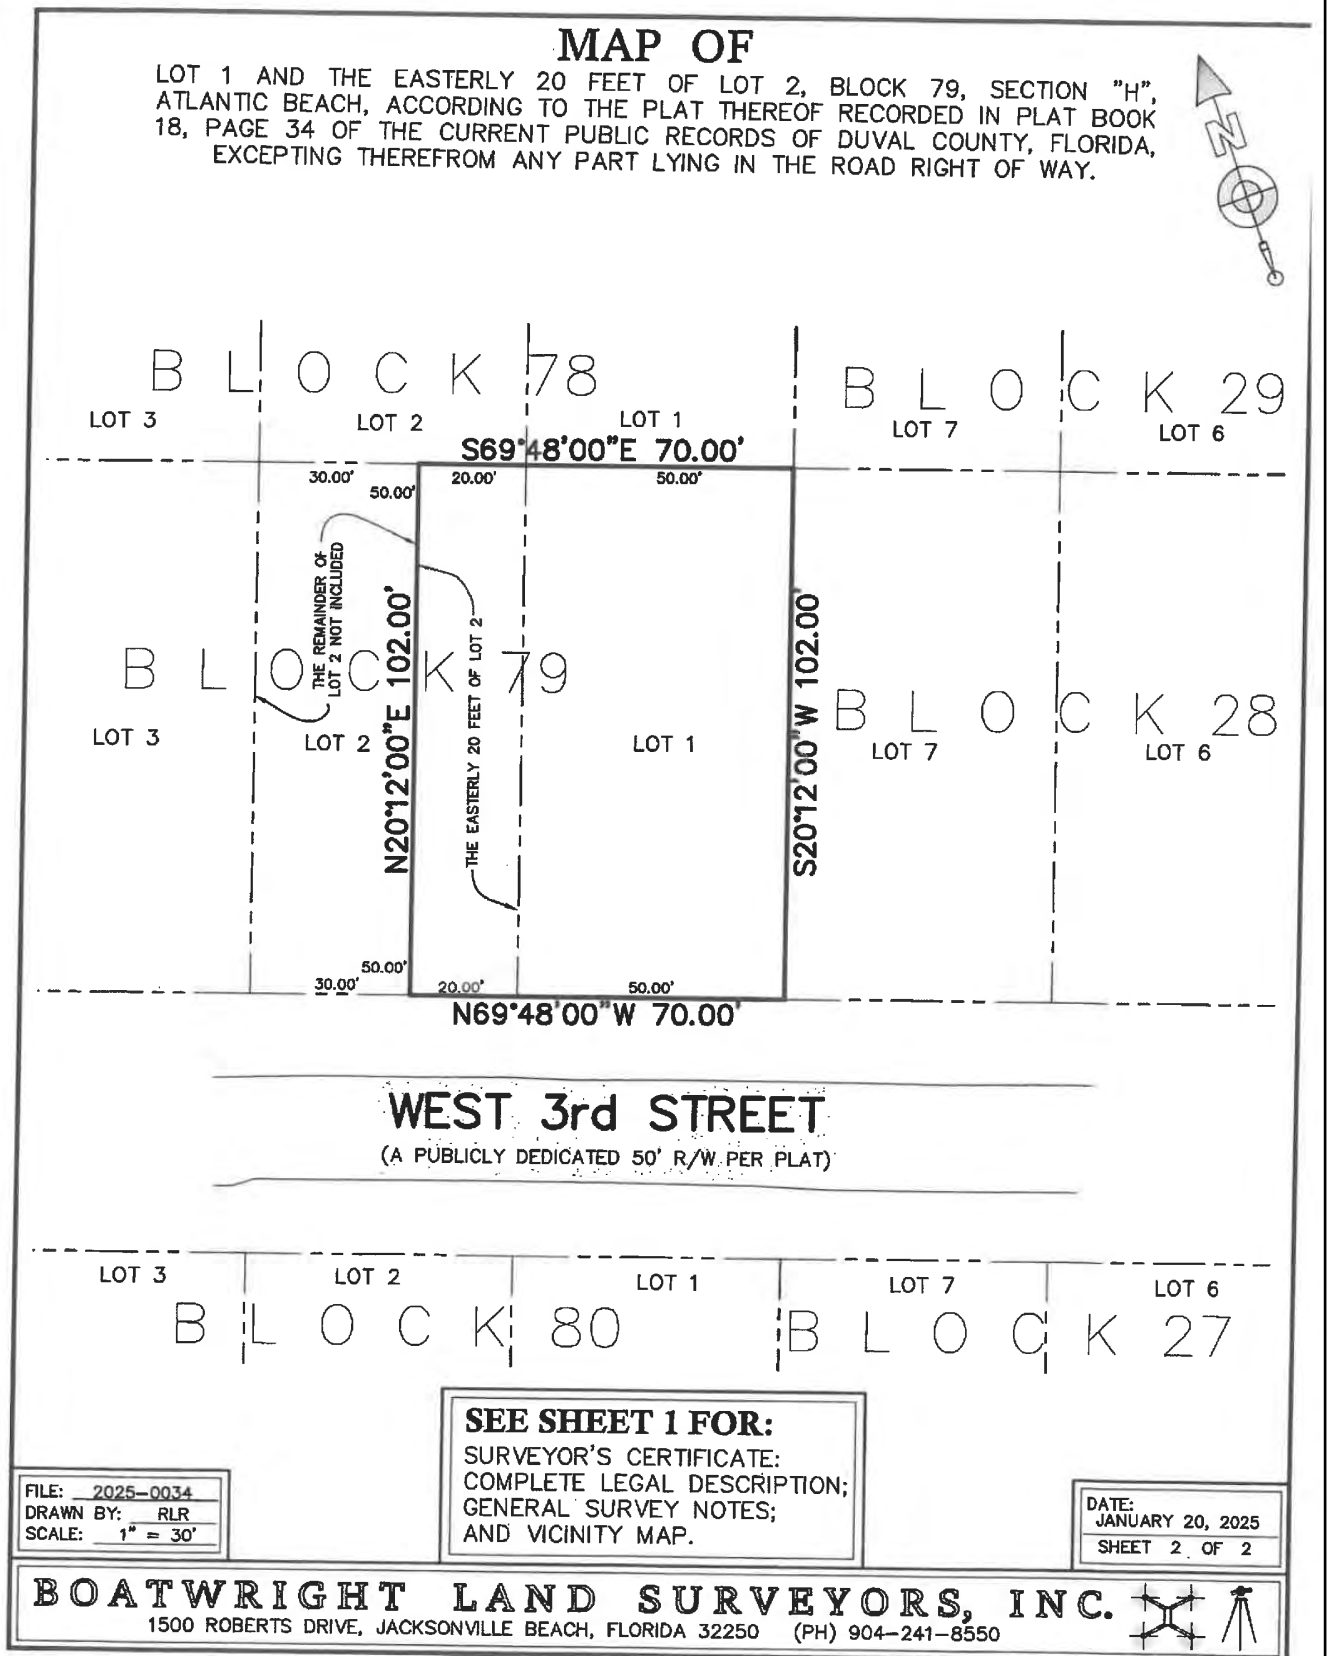 MAP OF
LOT 1 AND THE EASTERLY 20 FEET OF LOT 2, BLOCK 79, SECTION "H",
ATLANTIC BEACH, ACCORDING TO THE PLAT THEREOF RECORDED IN PLAT BOOK
18, PAGE 34 OF THE CURRENT PUBLIC RECORDS OF DUVAL COUNTY, FLORIDA,
EXCEPTING THEREFROM ANY PART LYING IN THE ROAD RIGHT OF WAY.
N
BLOCK 78
BLOCK 29
LOT 3
LOT 2
LOT 1
LOT 7
LOT 6
S69°48'00"E 70.00'
30.00'
50.00'
20.00'
50.00'
THE REMAINDER OF
LOT 2 NOT INCLUDED
N20°12'00"E 102.00'
THE EASTERLY 20 FEET OF LOT 2
S20°12'00"W 102.00'
BLOCK 79
BLOCK 28
LOT 3
LOT 2
LOT 1
LOT 7
LOT 6
50.00'
30.00'
20.00'
50.00'
N69°48'00"W 70.00'
WEST 3rd STREET
(A PUBLICLY DEDICATED 50' R/W PER PLAT)
LOT 3
LOT 2
LOT 1
LOT 7
LOT 6
BLOCK 80
BLOCK 27
SEE SHEET 1 FOR:
SURVEYOR'S CERTIFICATE:
COMPLETE LEGAL DESCRIPTION;
GENERAL SURVEY NOTES;
AND VICINITY MAP.
FILE: 2025-0034
DRAWN BY: RLR
SCALE: 1" = 30'
DATE:
JANUARY 20, 2025
SHEET 2 OF 2
BOATWRIGHT LAND SURVEYORS, INC.
1500 ROBERTS DRIVE, JACKSONVILLE BEACH, FLORIDA 32250 (PH) 904-241-8550